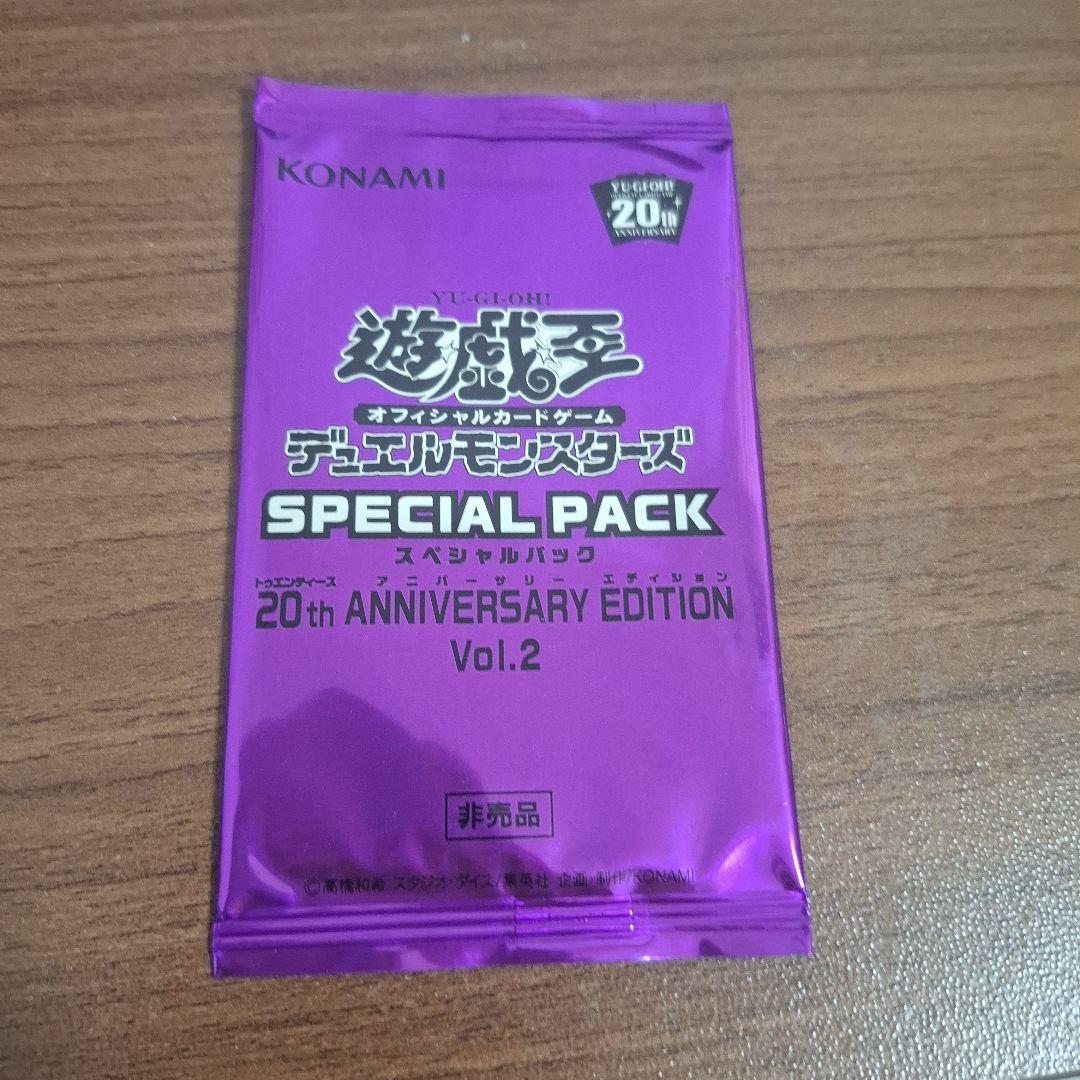 KONAMI
YU-GI-OH!
20th
ANNIVERSARY
YU-GI-OH!
遊☆戯☆王
オフィシャルカードゲーム
デュエルモンスターズ
SPECIAL PACK
スペシャルパック
トゥエンティース アニバーサリー エディション
20th ANNIVERSARY EDITION
Vol.2
非売品
©高橋和希 スタジオ・ダイス/集英社 企画・制作/KONAMI